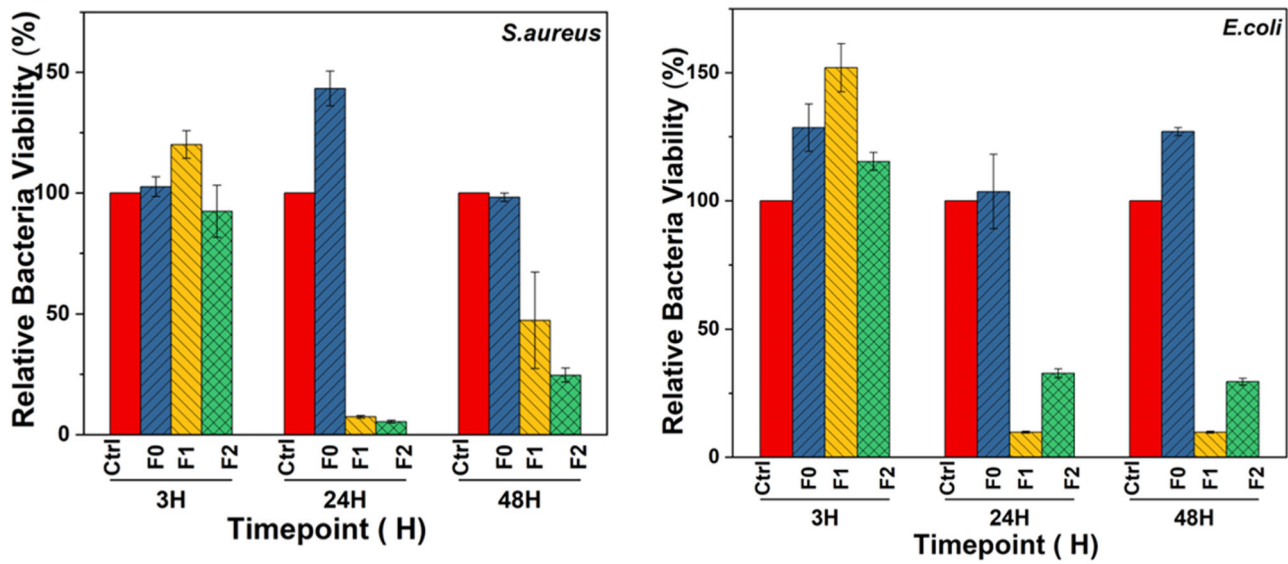 S.aureus
Relative Bacteria Viability (%)
150
100
50
0
Ctrl F0 F1 F2 Ctrl F0 F1 F2 Ctrl F0 F1 F2
3H 24H 48H
Timepoint ( H)
E.coli
Relative Bacteria Viability (%)
150
100
50
0
Ctrl F0 F1 F2 Ctrl F0 F1 F2 Ctrl F0 F1 F2
3H 24H 48H
Timepoint ( H)